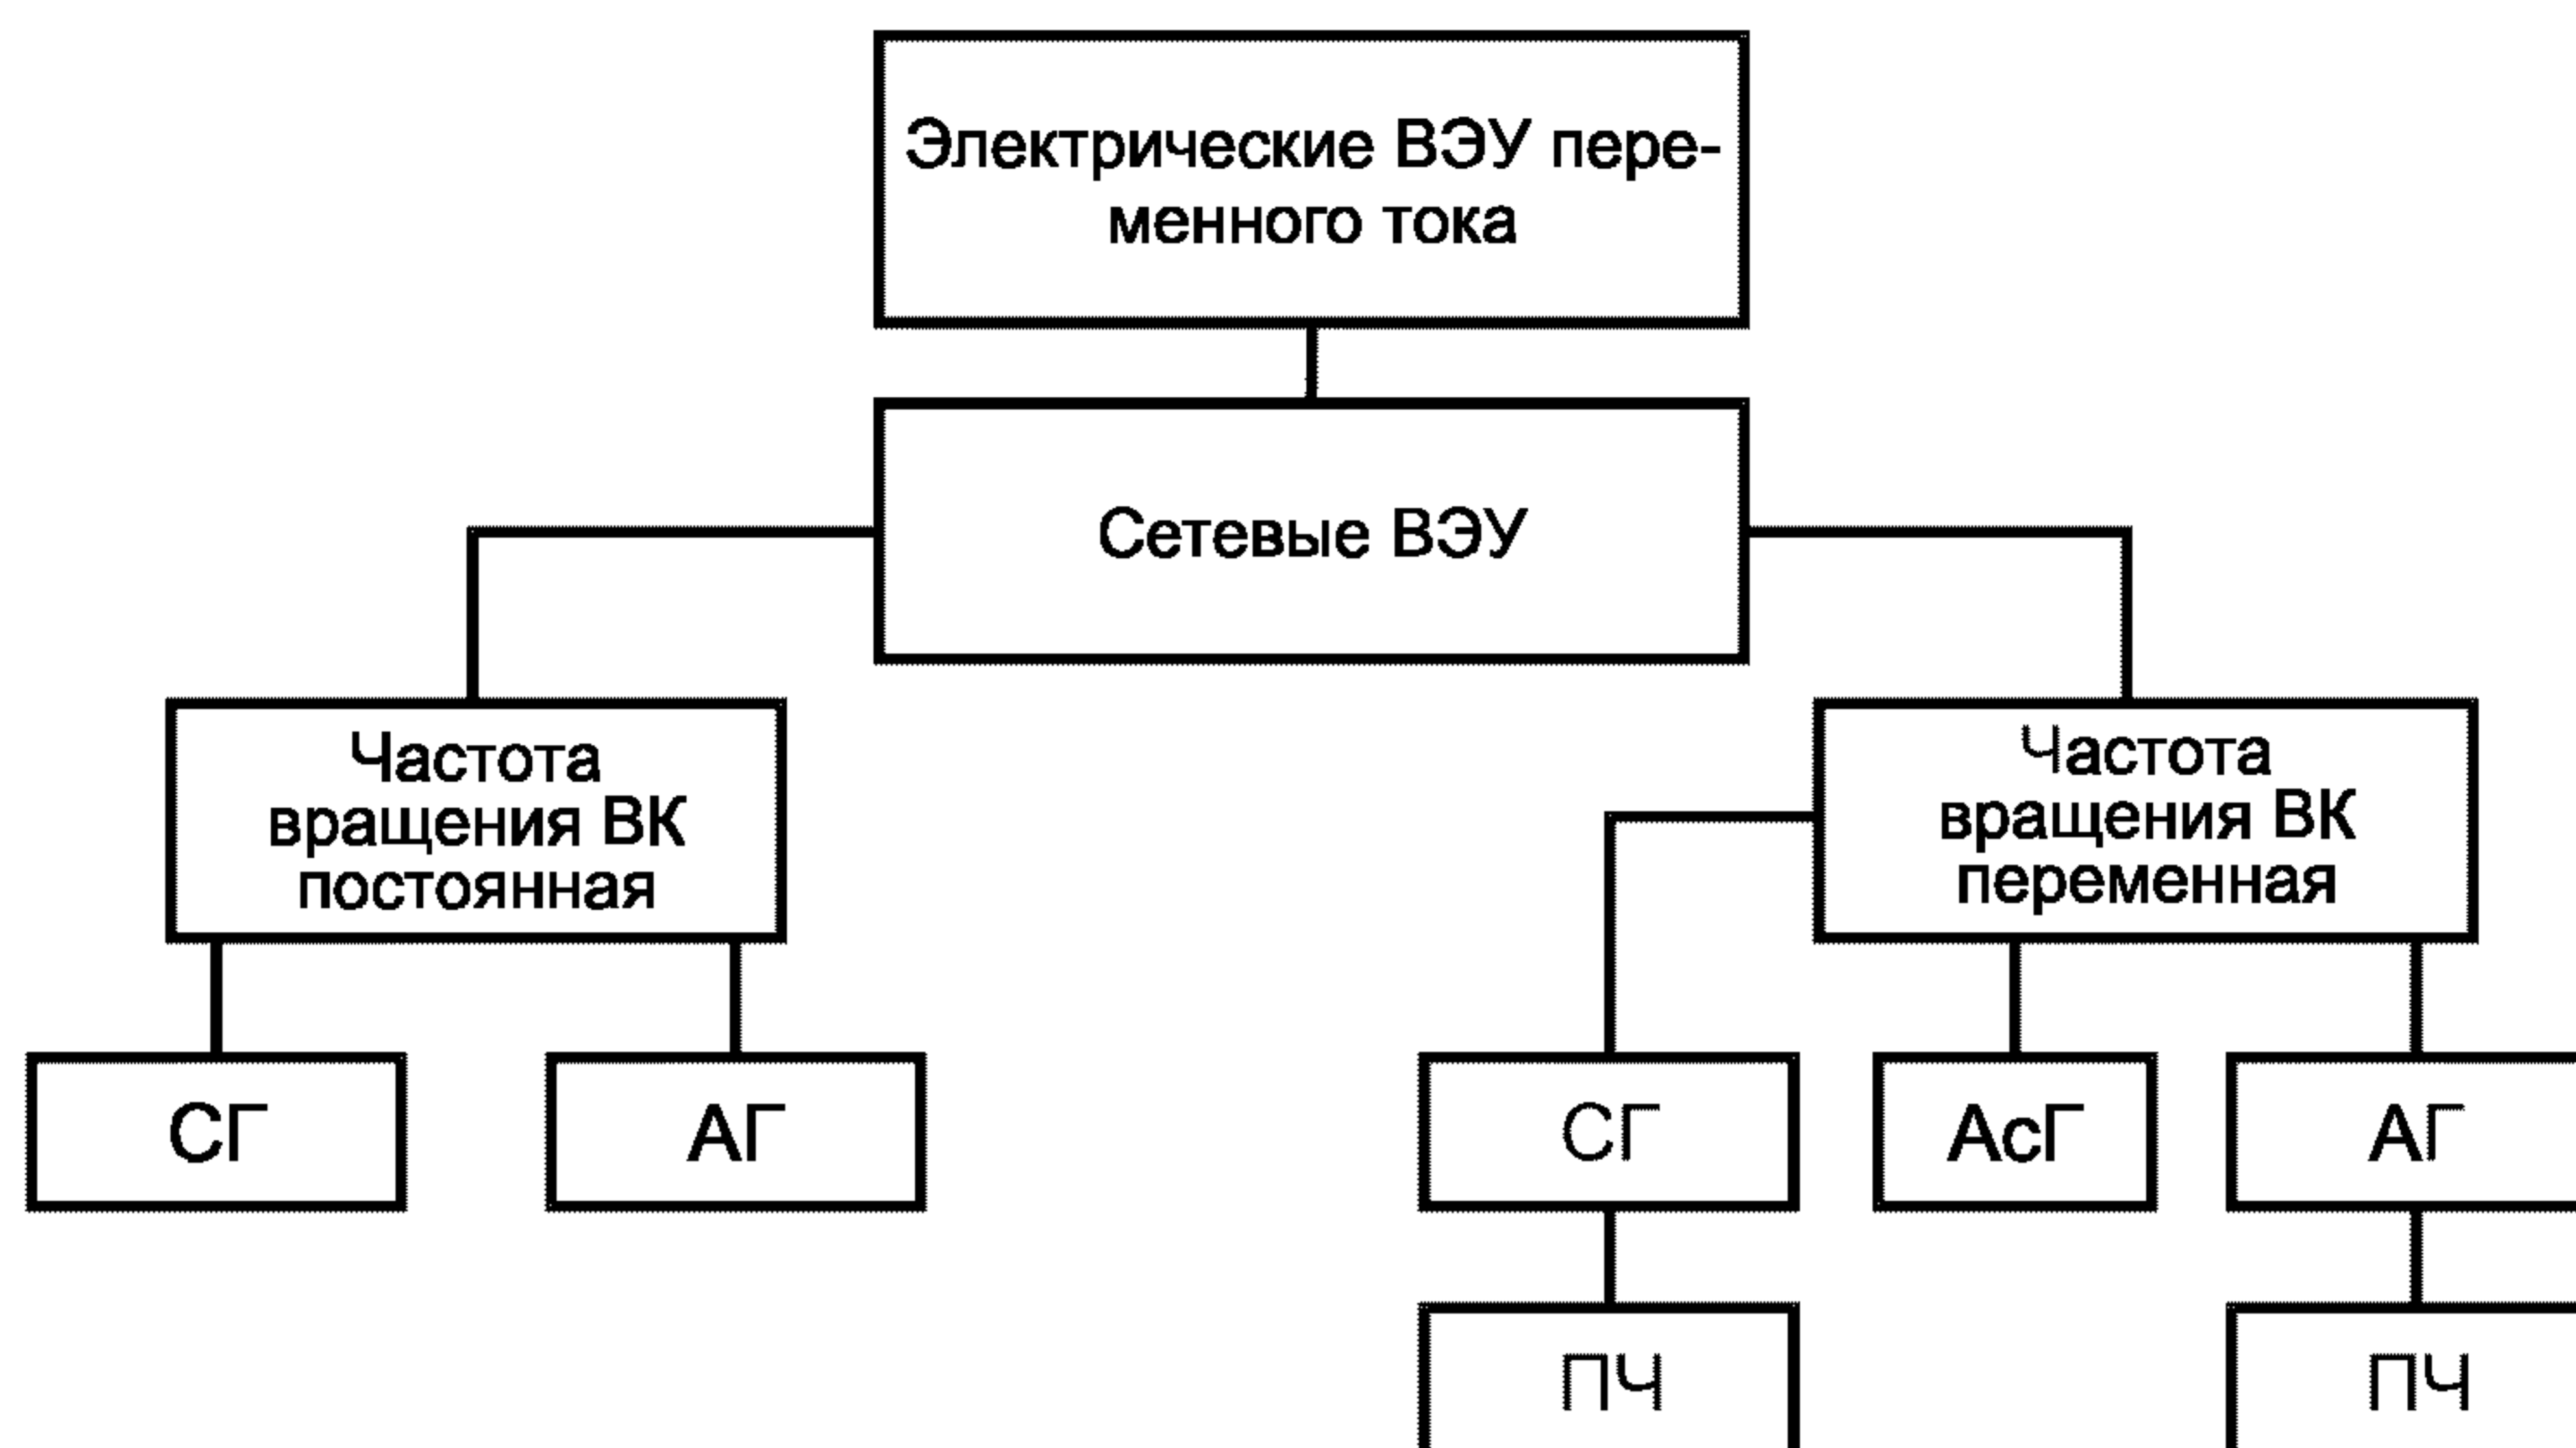 Электрические ВЭУ пере-
менного тока
Сетевые ВЭУ
Частота
вращения ВК
постоянная
Частота
вращения ВК
переменная
СГ
АГ
СГ
АсГ
АГ
ПЧ
ПЧ